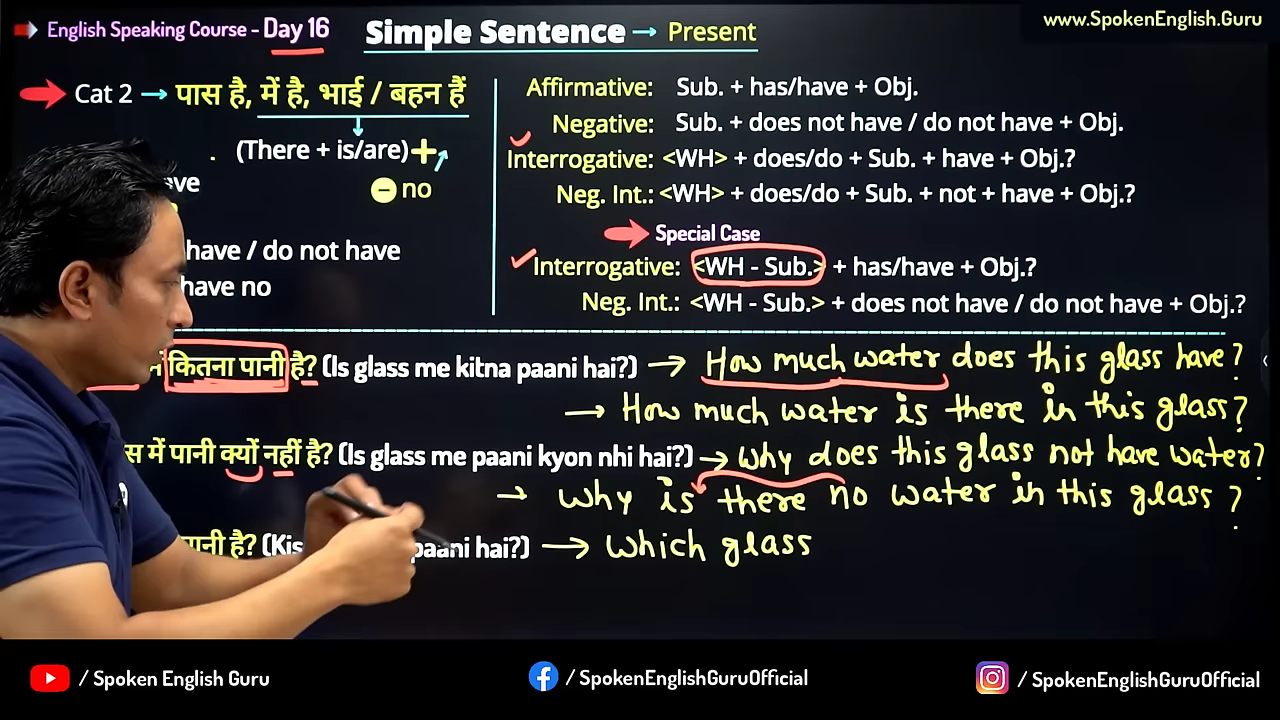 English Speaking Course - Day 16
Simple Sentence → Present
www.SpokenEnglish.Guru
Cat 2 → पास है, में है, भाई / बहन हैं
(There + is/are) +
- no
have / do not have
have no
Affirmative: Sub. + has/have + Obj.
Negative: Sub. + does not have / do not have + Obj.
Interrogative: <WH> + does/do + Sub. + have + Obj.?
Neg. Int.: <WH> + does/do + Sub. + not + have + Obj.?
Special Case
Interrogative: <WH - Sub.> + has/have + Obj.?
Neg. Int.: <WH - Sub.> + does not have / do not have + Obj.?
कितना पानी है? (Is glass me kitna paani hai?) → How much water does this glass have?
→ How much water is there in this glass?
में पानी क्यों नहीं है? (Is glass me paani kyon nhi hai?) → Why does this glass not have water?
→ Why is there no water in this glass?
पानी है? (Kis paani hai?) → Which glass
/ Spoken English Guru
/ SpokenEnglishGuruOfficial
/ SpokenEnglishGuruOfficial